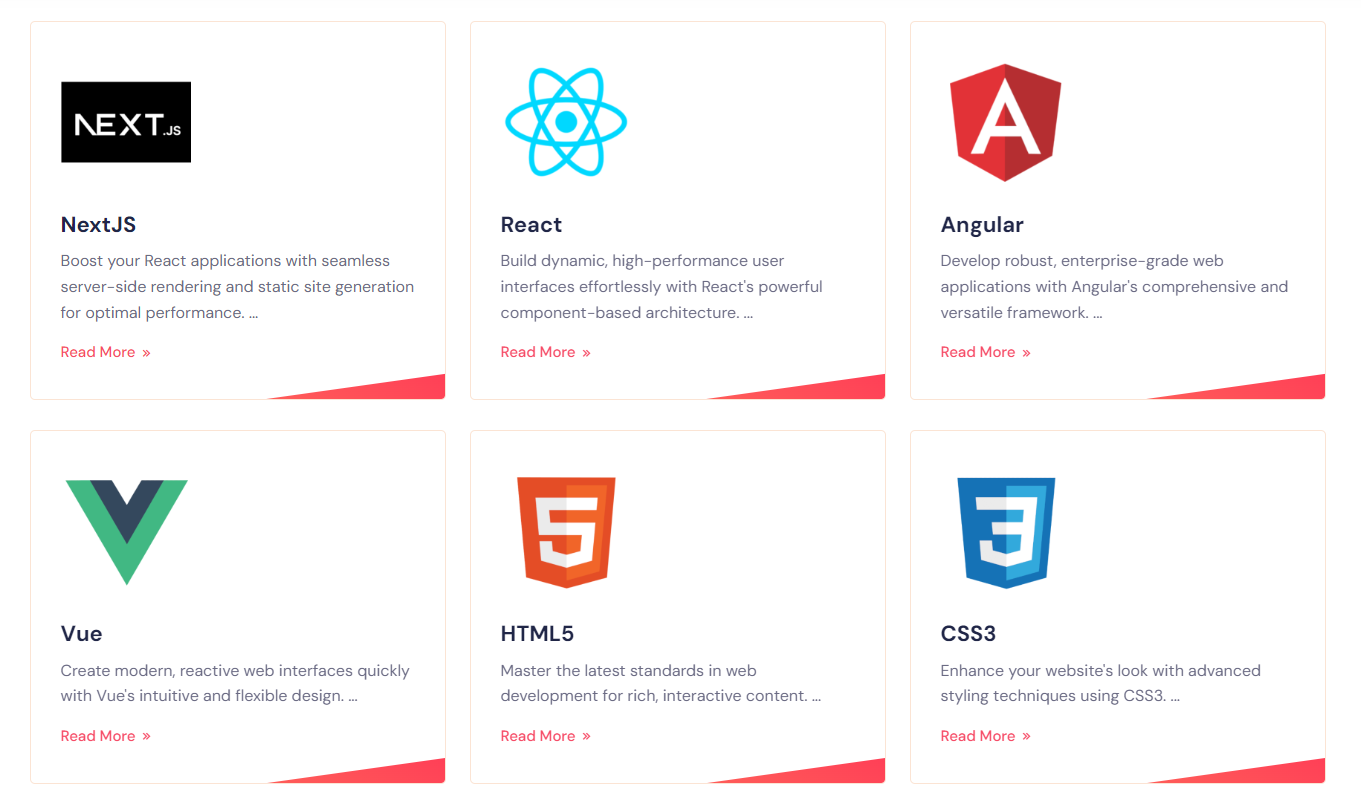 NEXT.JS
NextJS
Boost your React applications with seamless
server-side rendering and static site generation
for optimal performance. ...
Read More »
React
Build dynamic, high-performance user
interfaces effortlessly with React's powerful
component-based architecture. ...
Read More »
A
Angular
Develop robust, enterprise-grade web
applications with Angular's comprehensive and
versatile framework. ...
Read More »
Vue
Create modern, reactive web interfaces quickly
with Vue's intuitive and flexible design. ...
Read More »
5
HTML5
Master the latest standards in web
development for rich, interactive content. ...
Read More »
3
CSS3
Enhance your website's look with advanced
styling techniques using CSS3. ...
Read More »